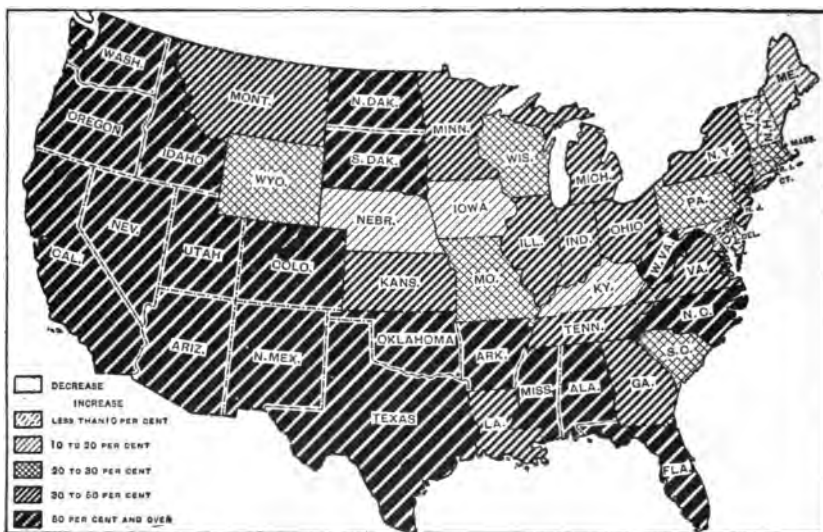 WASH.
OREGON
IDAHO
MONT.
WYO.
N. DAK.
S. DAK.
NEBR.
KANS.
MINN.
WIS.
MICH.
IOWA
MO.
ILL.
IND.
OHIO
KY.
TENN.
ME.
VT.
N.H.
MASS.
R.I.
CT.
N.Y.
PA.
N.J.
DEL.
W.VA.
VA.
N.C.
S.C.
GA.
FLA.
ALA.
MISS.
LA.
ARK.
OKLAHOMA
TEXAS
N.MEX.
ARIZ.
COLO.
UTAH
NEV.
CAL.
DECREASE
INCREASE
LESS THAN 10 PER CENT
10 TO 20 PER CENT
20 TO 30 PER CENT
30 TO 50 PER CENT
50 PER CENT AND OVER